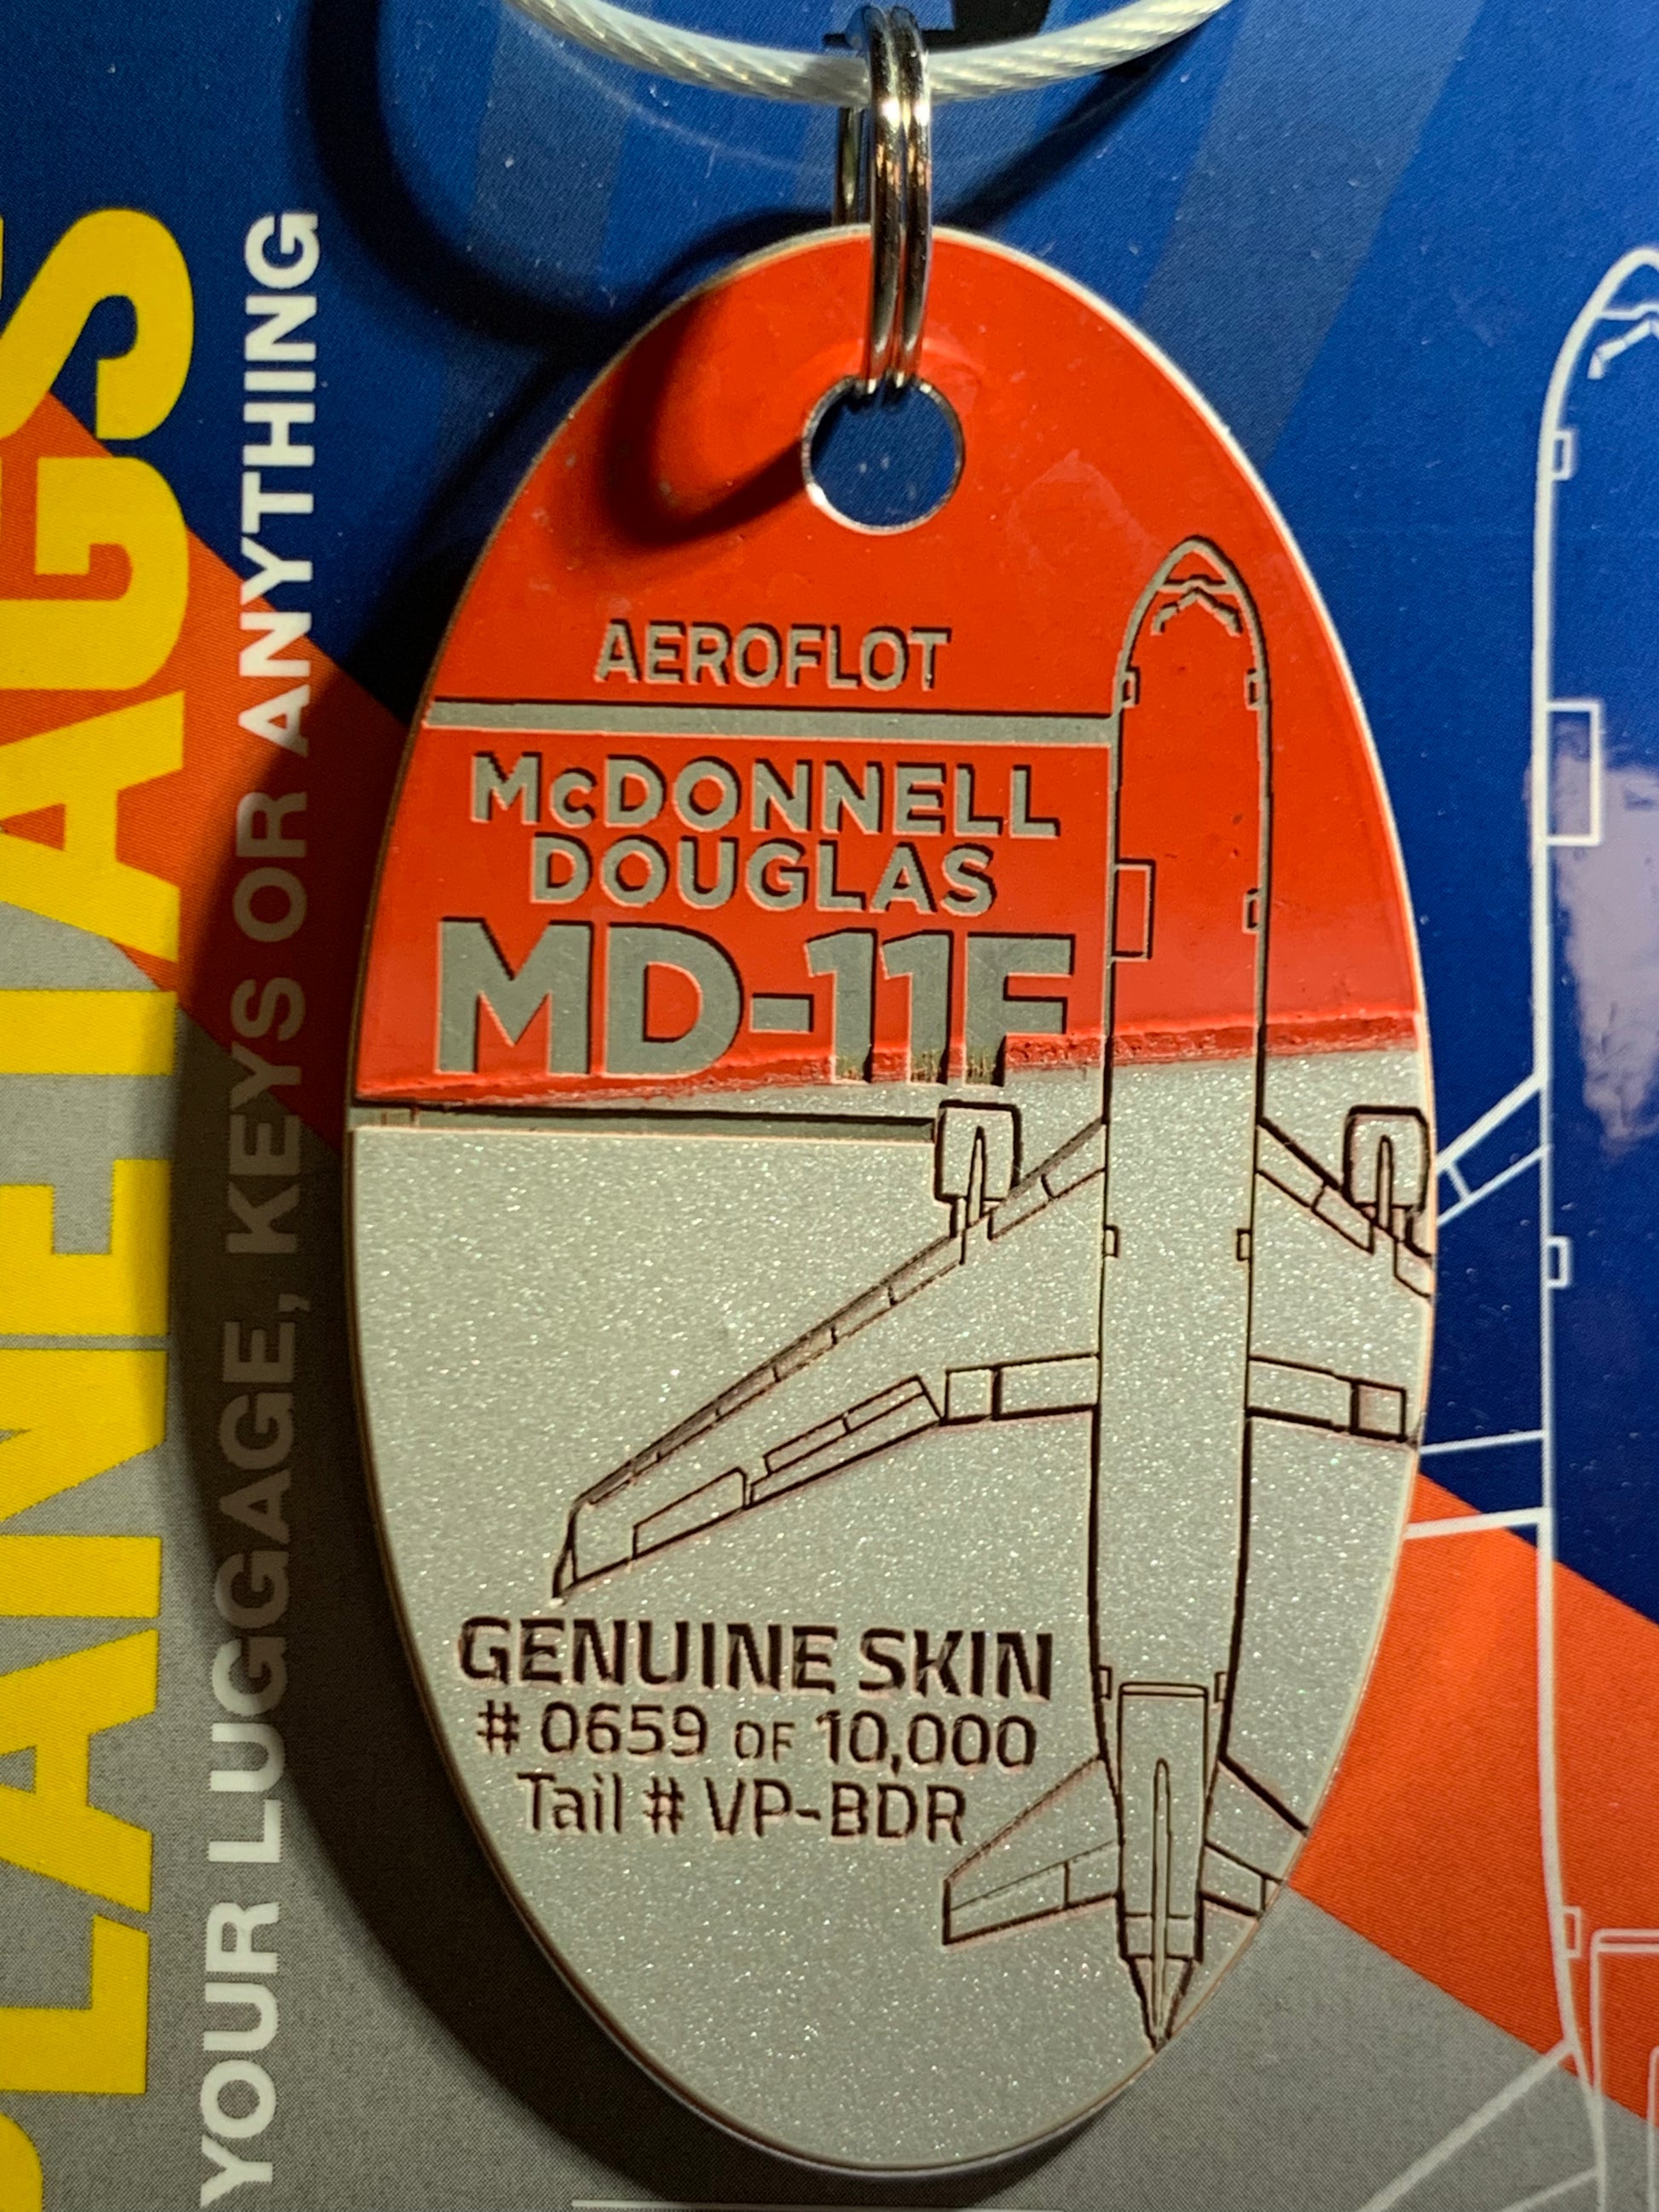 AEROFLOT
McDONNELL
DOUGLAS
MD-11F
GENUINE SKIN
# 0659 OF 10,000
Tail # VP-BDR
PLANETAGS
YOUR LUGGAGE, KEYS OR ANYTHING